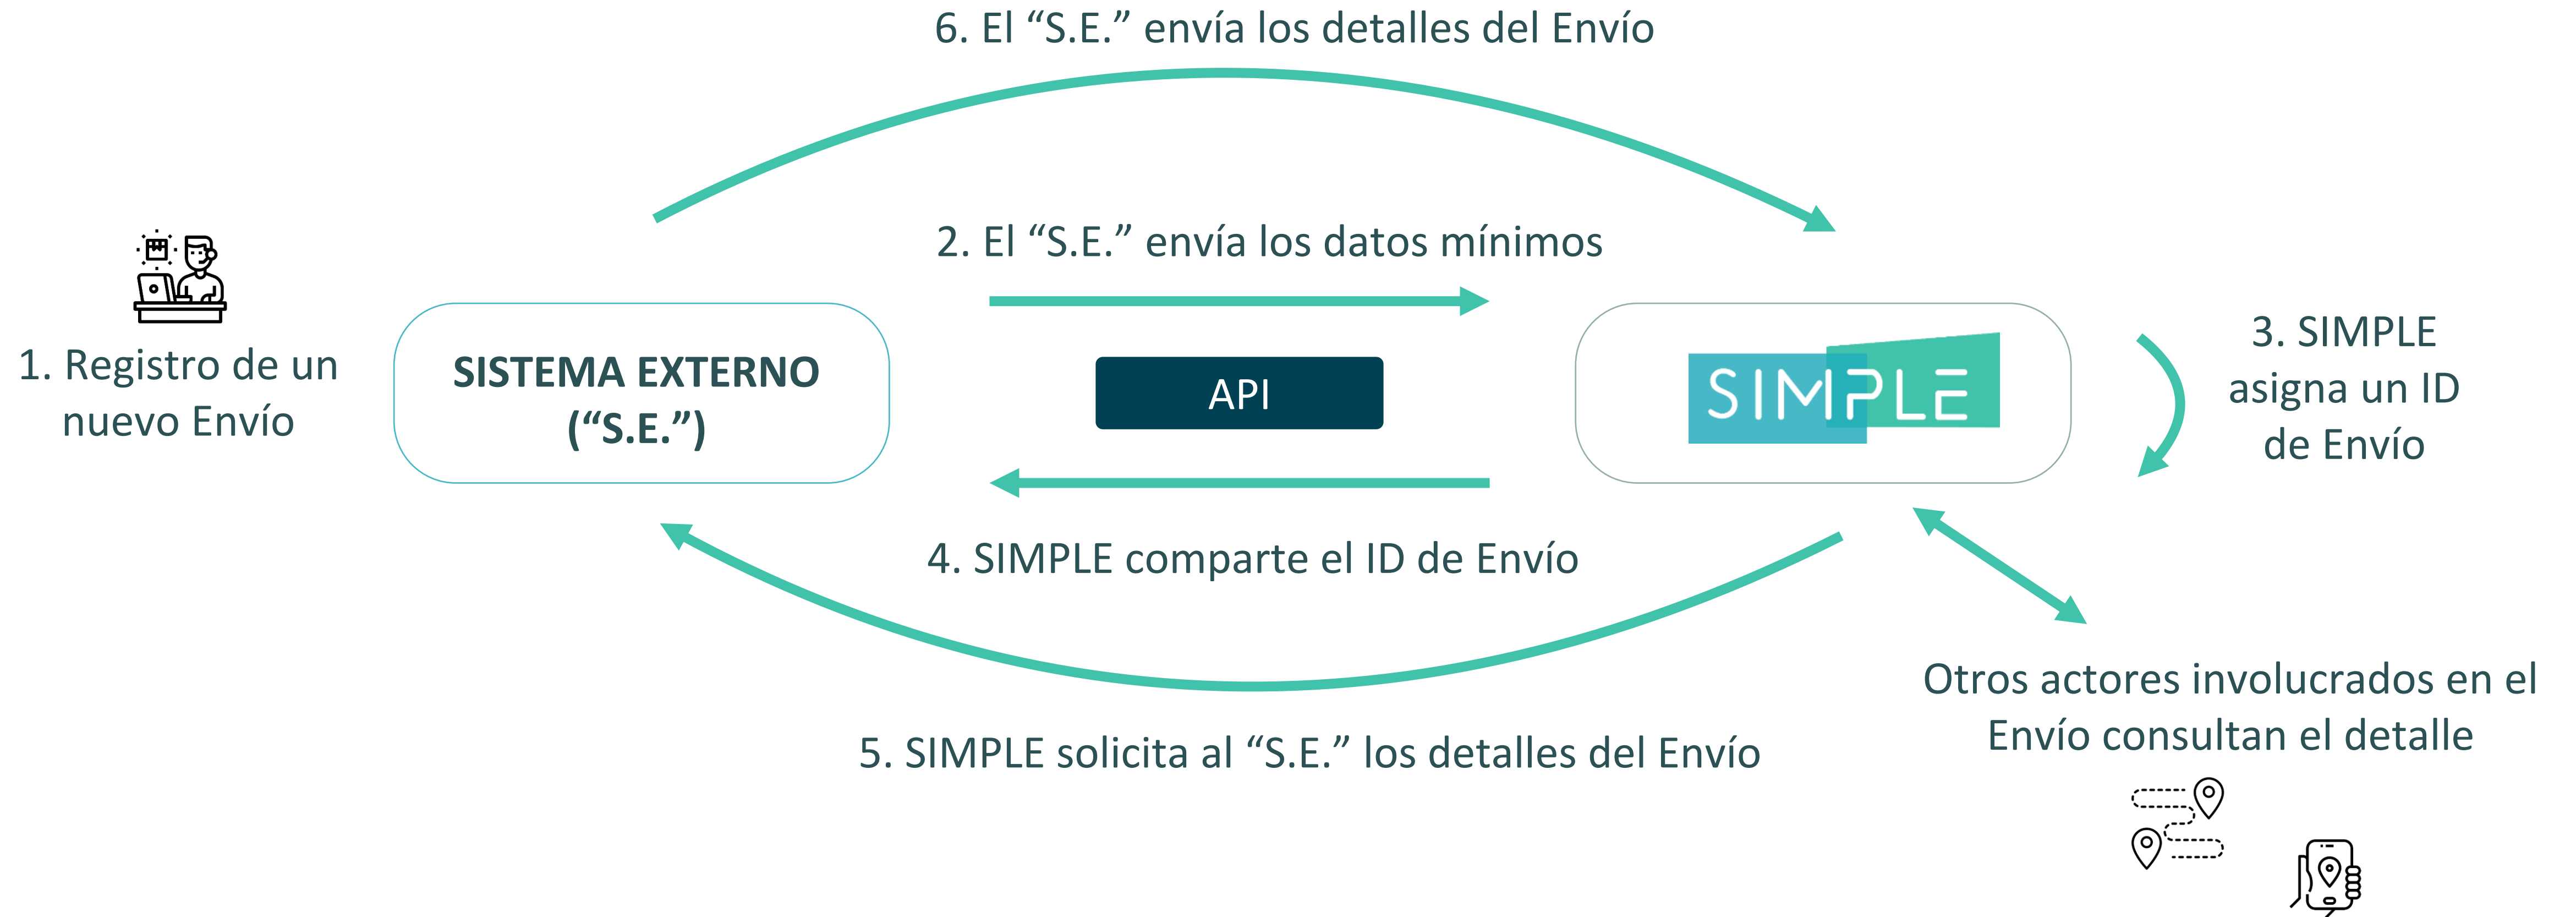 6. El “S.E.” envía los detalles del Envío
2. El “S.E.” envía los datos mínimos
1. Registro de un
nuevo Envío
SISTEMA EXTERNO
(“S.E.”)
API
SIMPLE
3. SIMPLE
asigna un ID
de Envío
4. SIMPLE comparte el ID de Envío
5. SIMPLE solicita al “S.E.” los detalles del Envío
Otros actores involucrados en el
Envío consultan el detalle